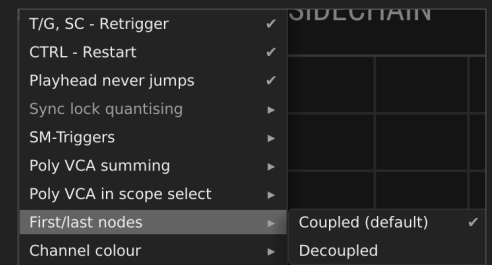 SIDECHAIN
T/G, SC - Retrigger ✔
CTRL - Restart ✔
Playhead never jumps ✔
Sync lock quantising ▸
SM-Triggers ▸
Poly VCA summing ▸
Poly VCA in scope select ▸
First/last nodes ▸
Coupled (default) ✔
Channel colour ▸
Decoupled